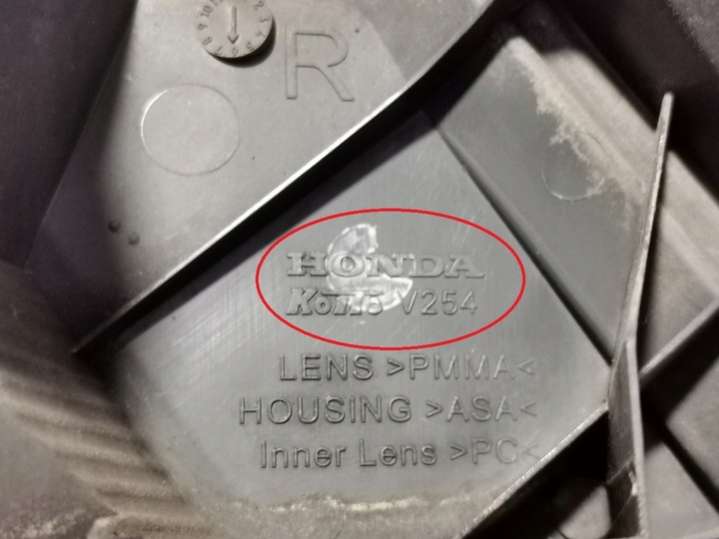 R
HONDA
V254
LENS >PMMA<
HOUSING >ASA<
Inner Lens >PC<